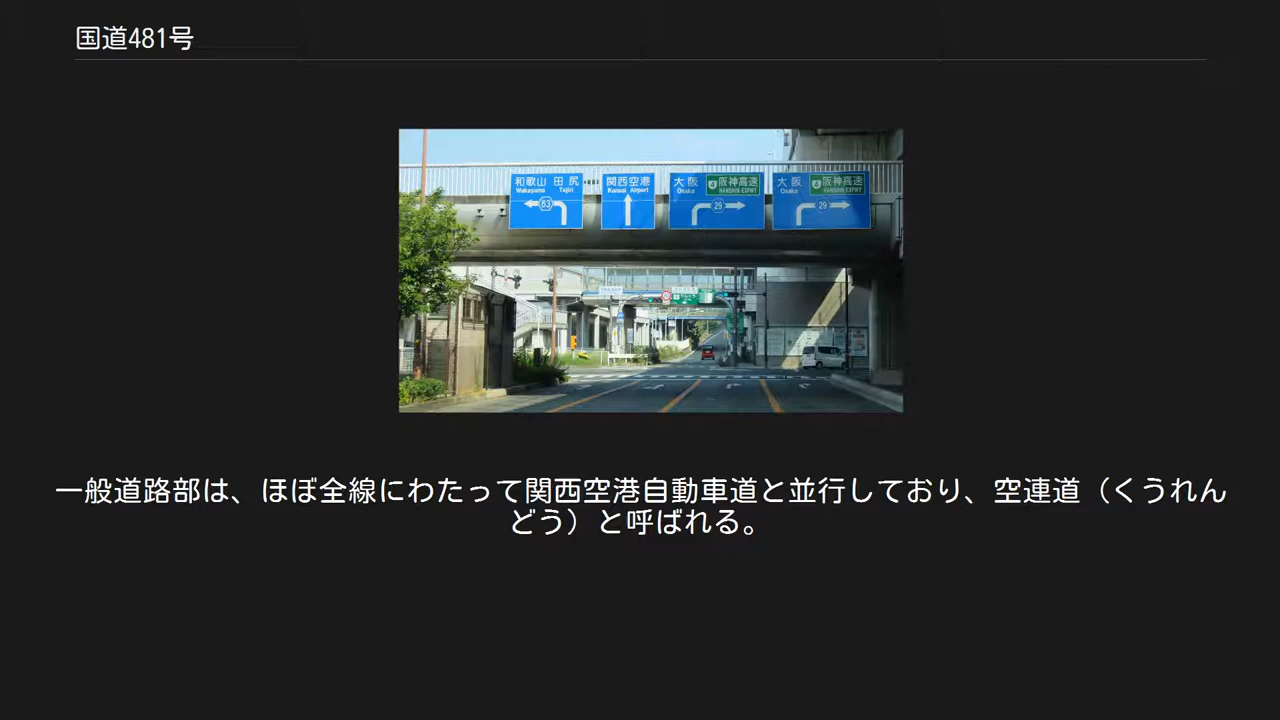 国道481号
和歌山 田尻
Wakayama Tajiri
63
関西空港
Kansai Airport
大阪 4 阪神高速
Osaka HANSHIN EXPWY
29
大阪 4 阪神高速
Osaka HANSHIN EXPWY
29
一般道路部は、ほぼ全線にわたって関西空港自動車道と並行しており、空連道（くうれん
どう）と呼ばれる。